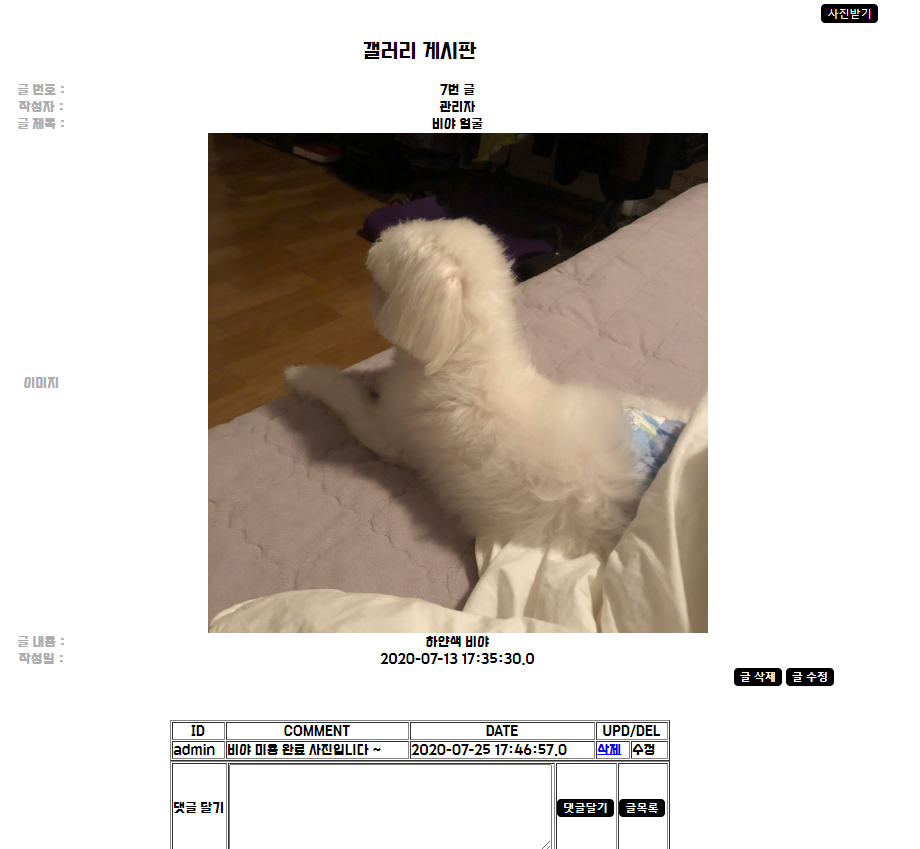 사진받기
갤러리 게시판
글 번호 : 7번 글
작성자 : 관리자
글 제목 : 비야 얼굴
이미지
글 내용 : 하얀색 비야
작성일 : 2020-07-13 17:35:30.0
글 삭제 글 수정
ID COMMENT DATE UPD/DEL
admin 비야 미용 완료 사진입니다 ~ 2020-07-25 17:46:57.0 삭제 수정
댓글 달기 댓글달기 글목록